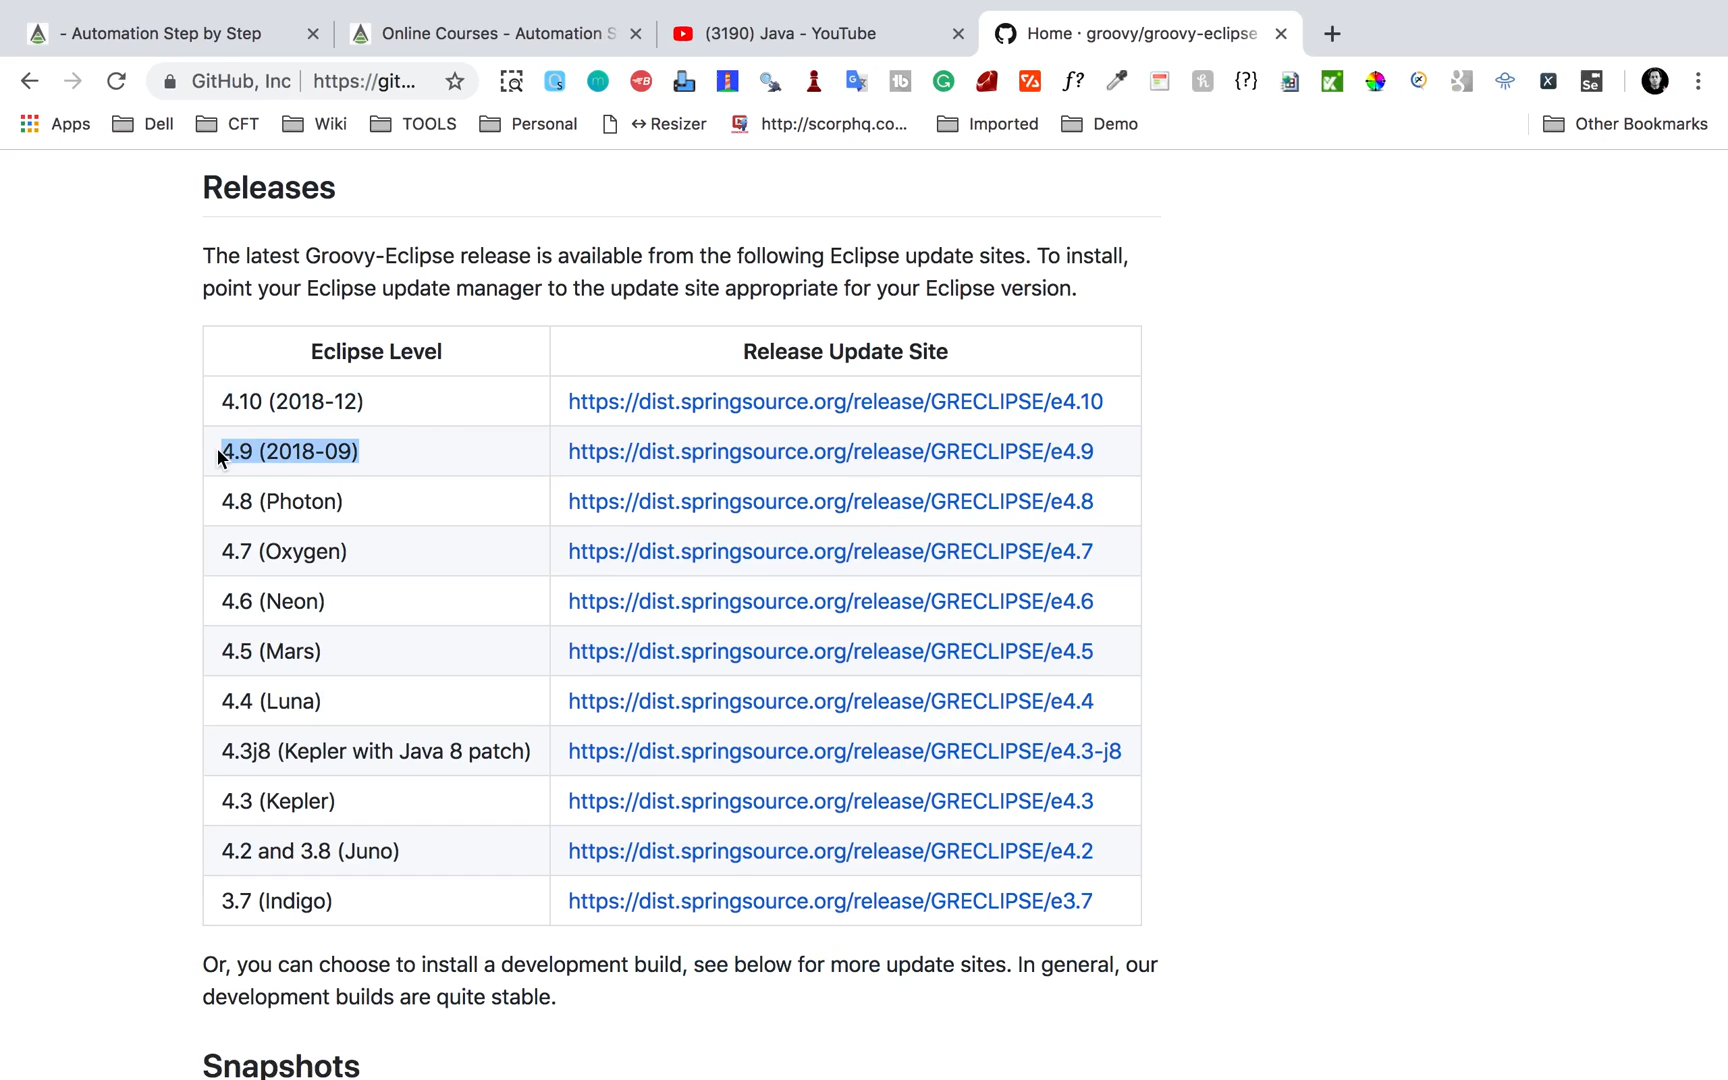 - Automation Step by Step
Online Courses - Automation S
(3190) Java - YouTube
Home · groovy/groovy-eclipse
GitHub, Inc
https://git...
Apps
Dell
CFT
Wiki
TOOLS
Personal
↔ Resizer
http://scorphq.co...
Imported
Demo
Other Bookmarks
Releases
The latest Groovy-Eclipse release is available from the following Eclipse update sites. To install,
point your Eclipse update manager to the update site appropriate for your Eclipse version.
Eclipse Level Release Update Site
4.10 (2018-12) https://dist.springsource.org/release/GRECLIPSE/e4.10
4.9 (2018-09) https://dist.springsource.org/release/GRECLIPSE/e4.9
4.8 (Photon) https://dist.springsource.org/release/GRECLIPSE/e4.8
4.7 (Oxygen) https://dist.springsource.org/release/GRECLIPSE/e4.7
4.6 (Neon) https://dist.springsource.org/release/GRECLIPSE/e4.6
4.5 (Mars) https://dist.springsource.org/release/GRECLIPSE/e4.5
4.4 (Luna) https://dist.springsource.org/release/GRECLIPSE/e4.4
4.3j8 (Kepler with Java 8 patch) https://dist.springsource.org/release/GRECLIPSE/e4.3-j8
4.3 (Kepler) https://dist.springsource.org/release/GRECLIPSE/e4.3
4.2 and 3.8 (Juno) https://dist.springsource.org/release/GRECLIPSE/e4.2
3.7 (Indigo) https://dist.springsource.org/release/GRECLIPSE/e3.7
Or, you can choose to install a development build, see below for more update sites. In general, our
development builds are quite stable.
Snapshots